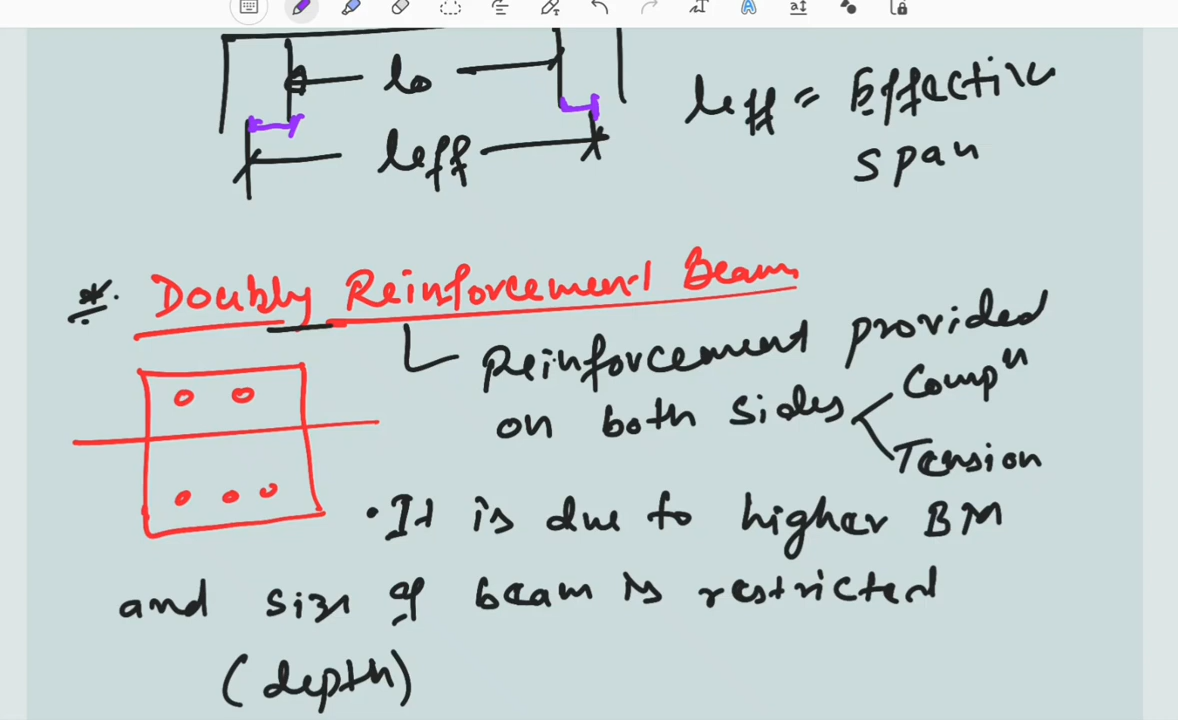 lo
leff = Effective
span
leff
*. Doubly Reinforcement Beam
Reinforcement provided
on both sides
Compⁿ
Tension
• It is due to higher BM
and size of beam is restricted
(depth)